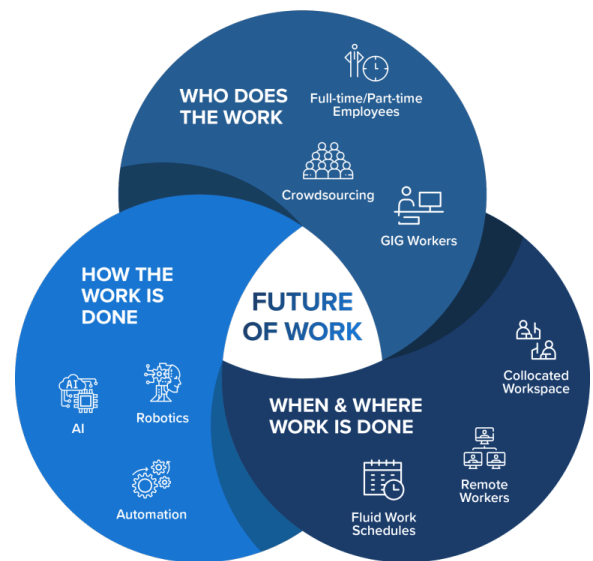 WHO DOES
THE WORK
Full-time/Part-time
Employees
Crowdsourcing
GIG Workers
HOW THE
WORK IS
DONE
AI
AI
Robotics
Automation
FUTURE
OF WORK
WHEN & WHERE
WORK IS DONE
Collocated
Workspace
Remote
Workers
Fluid Work
Schedules